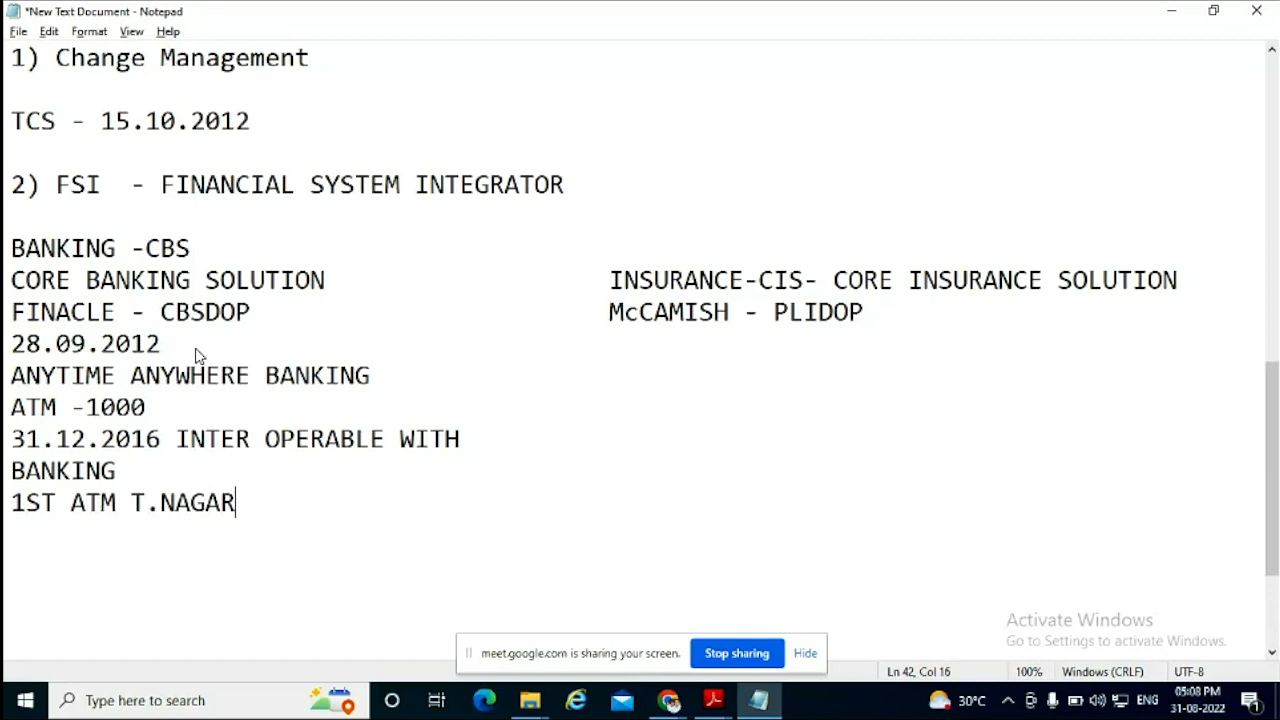 *New Text Document - Notepad
File Edit Format View Help
1) Change Management
TCS - 15.10.2012
2) FSI  - FINANCIAL SYSTEM INTEGRATOR
BANKING -CBS
CORE BANKING SOLUTION INSURANCE-CIS- CORE INSURANCE SOLUTION
FINACLE - CBSDOP McCAMISH - PLIDOP
28.09.2012
ANYTIME ANYWHERE BANKING
ATM -1000
31.12.2016 INTER OPERABLE WITH
BANKING
1ST ATM T.NAGAR
Activate Windows
Go to Settings to activate Windows.
meet.google.com is sharing your screen. Stop sharing Hide
Ln 42, Col 16 100% Windows (CRLF) UTF-8
Type here to search 30°C ENG 05:08 PM
31-08-2022 1